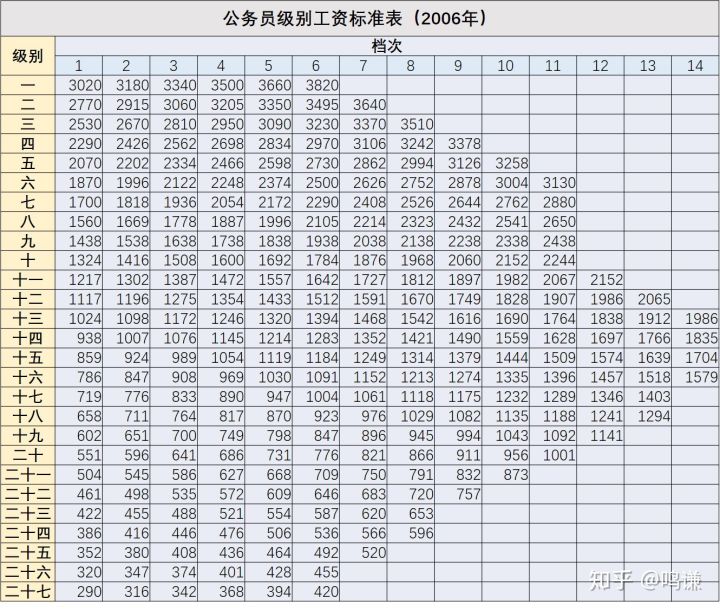 公务员级别工资标准表（2006年）
级别 档次
1 2 3 4 5 6 7 8 9 10 11 12 13 14
一 3020 3180 3340 3500 3660 3820
二 2770 2915 3060 3205 3350 3495 3640
三 2530 2670 2810 2950 3090 3230 3370 3510
四 2290 2426 2562 2698 2834 2970 3106 3242 3378
五 2070 2202 2334 2466 2598 2730 2862 2994 3126 3258
六 1870 1996 2122 2248 2374 2500 2626 2752 2878 3004 3130
七 1700 1818 1936 2054 2172 2290 2408 2526 2644 2762 2880
八 1560 1669 1778 1887 1996 2105 2214 2323 2432 2541 2650
九 1438 1538 1638 1738 1838 1938 2038 2138 2238 2338 2438
十 1324 1416 1508 1600 1692 1784 1876 1968 2060 2152 2244
十一 1217 1302 1387 1472 1557 1642 1727 1812 1897 1982 2067 2152
十二 1117 1196 1275 1354 1433 1512 1591 1670 1749 1828 1907 1986 2065
十三 1024 1098 1172 1246 1320 1394 1468 1542 1616 1690 1764 1838 1912 1986
十四 938 1007 1076 1145 1214 1283 1352 1421 1490 1559 1628 1697 1766 1835
十五 859 924 989 1054 1119 1184 1249 1314 1379 1444 1509 1574 1639 1704
十六 786 847 908 969 1030 1091 1152 1213 1274 1335 1396 1457 1518 1579
十七 719 776 833 890 947 1004 1061 1118 1175 1232 1289 1346 1403
十八 658 711 764 817 870 923 976 1029 1082 1135 1188 1241 1294
十九 602 651 700 749 798 847 896 945 994 1043 1092 1141
二十 551 596 641 686 731 776 821 866 911 956 1001
二十一 504 545 586 627 668 709 750 791 832 873
二十二 461 498 535 572 609 646 683 720 757
二十三 422 455 488 521 554 587 620 653
二十四 386 416 446 476 506 536 566 596
二十五 352 380 408 436 464 492 520
二十六 320 347 374 401 428 455
二十七 290 316 342 368 394 420
知乎 @鸣谦